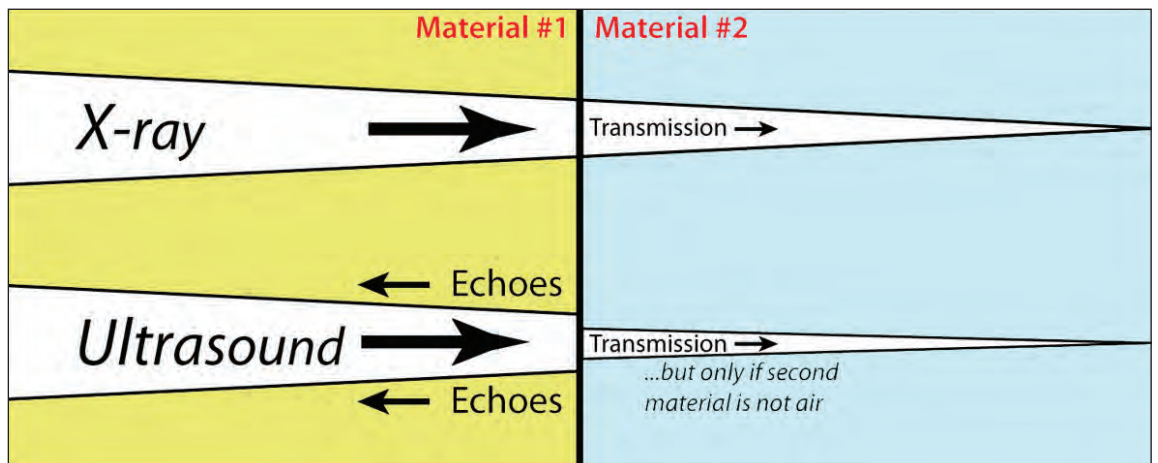 Material #1 Material #2
X-ray
Transmission
Echoes
Ultrasound
Transmission
...but only if second
material is not air
Echoes